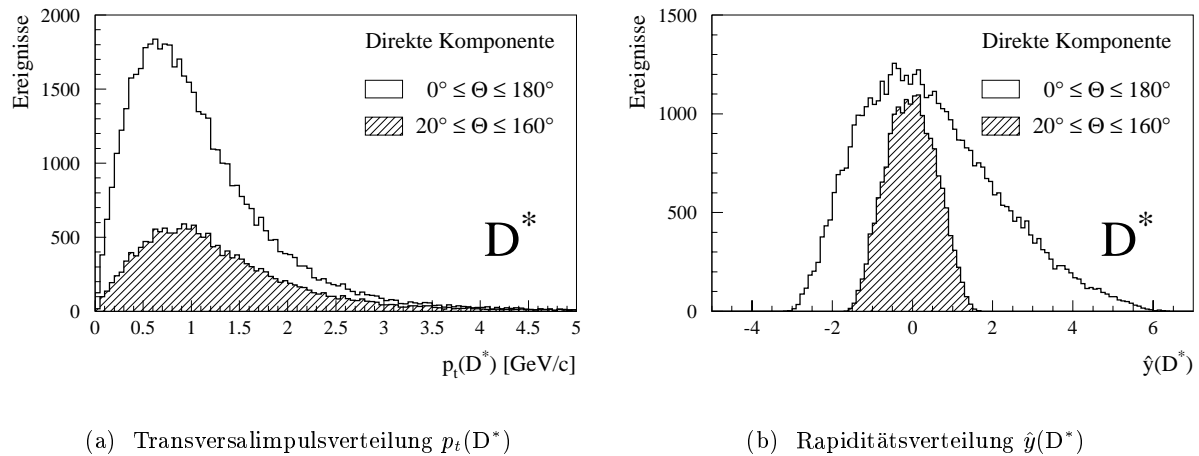 Ereignisse
2000
1500
1000
500
0
Direkte Komponente
0° ≤ Θ ≤ 180°
20° ≤ Θ ≤ 160°
D*
0 0.5 1 1.5 2 2.5 3 3.5 4 4.5 5
p_t(D*) [GeV/c]
(a) Transversalimpulsverteilung p_t(D*)
Ereignisse
1500
1000
500
0
Direkte Komponente
0° ≤ Θ ≤ 180°
20° ≤ Θ ≤ 160°
D*
-4 -2 0 2 4 6
ŷ(D*)
(b) Rapiditätsverteilung ŷ(D*)